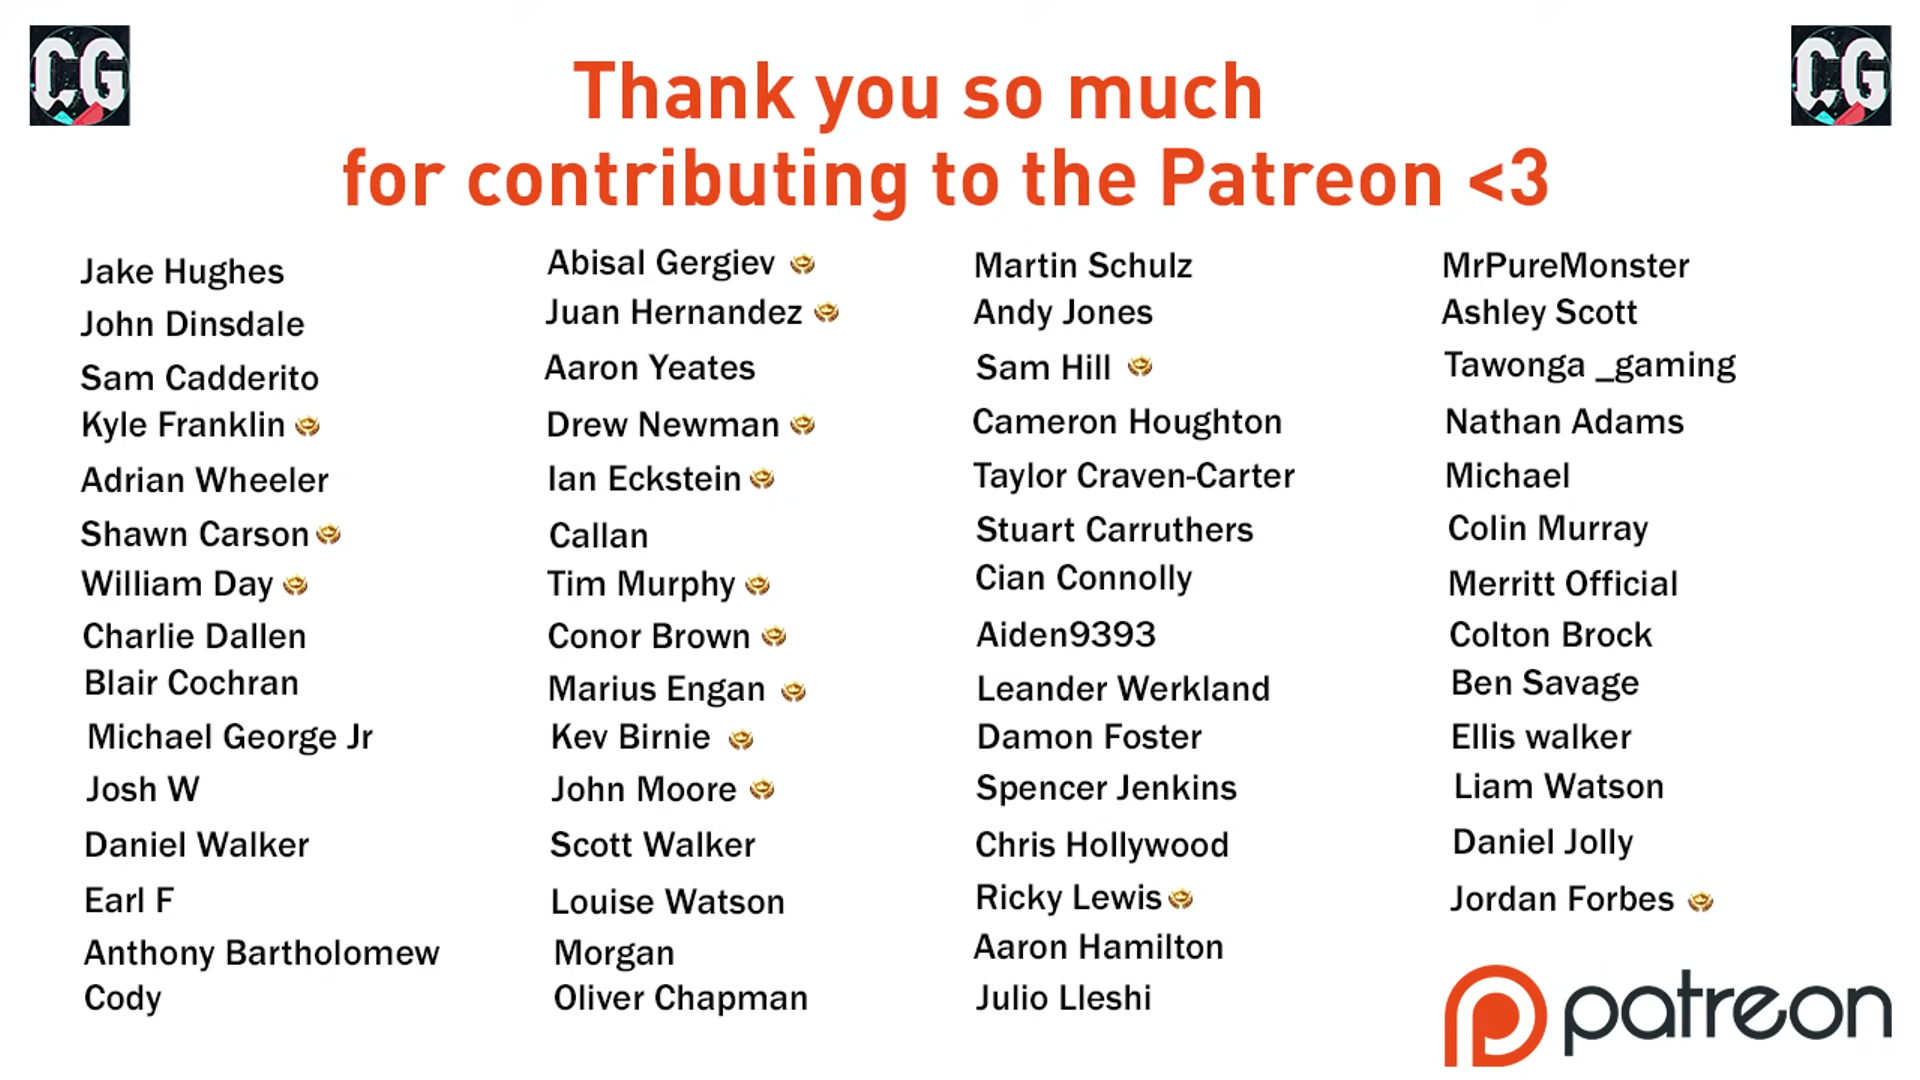 CG
CG
Thank you so much
for contributing to the Patreon <3
Jake Hughes
John Dinsdale
Sam Cadderito
Kyle Franklin
Adrian Wheeler
Shawn Carson
William Day
Charlie Dallen
Blair Cochran
Michael George Jr
Josh W
Daniel Walker
Earl F
Anthony Bartholomew
Cody
Abisal Gergiev
Juan Hernandez
Aaron Yeates
Drew Newman
Ian Eckstein
Callan
Tim Murphy
Conor Brown
Marius Engan
Kev Birnie
John Moore
Scott Walker
Louise Watson
Morgan
Oliver Chapman
Martin Schulz
Andy Jones
Sam Hill
Cameron Houghton
Taylor Craven-Carter
Stuart Carruthers
Cian Connolly
Aiden9393
Leander Werkland
Damon Foster
Spencer Jenkins
Chris Hollywood
Ricky Lewis
Aaron Hamilton
Julio Lleshi
MrPureMonster
Ashley Scott
Tawonga _gaming
Nathan Adams
Michael
Colin Murray
Merritt Official
Colton Brock
Ben Savage
Ellis walker
Liam Watson
Daniel Jolly
Jordan Forbes
patreon